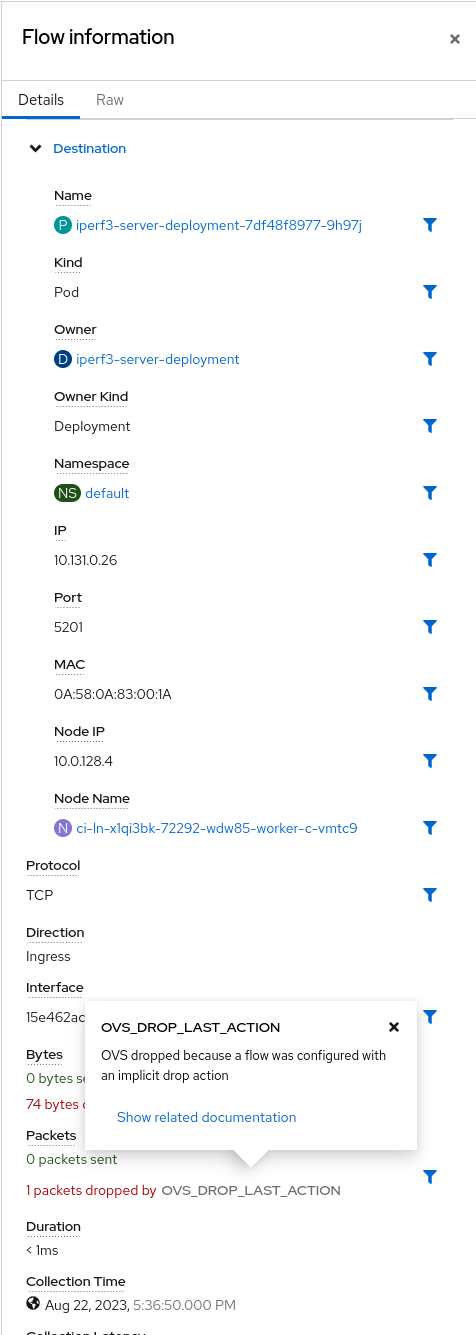 Flow information
Details Raw
Destination
Name
P iperf3-server-deployment-7df48f8977-9h97j
Kind
Pod
Owner
D iperf3-server-deployment
Owner Kind
Deployment
Namespace
NS default
IP
10.131.0.26
Port
5201
MAC
0A:58:0A:83:00:1A
Node IP
10.0.128.4
Node Name
N ci-ln-x1qi3bk-72292-wdw85-worker-c-vmtc9
Protocol
TCP
Direction
Ingress
Interface
15e462ac
OVS_DROP_LAST_ACTION
OVS dropped because a flow was configured with
an implicit drop action
Show related documentation
Bytes
0 bytes
74 bytes
Packets
0 packets sent
1 packets dropped by OVS_DROP_LAST_ACTION
Duration
< 1ms
Collection Time
Aug 22, 2023, 5:36:50.000 PM
Collection Latency